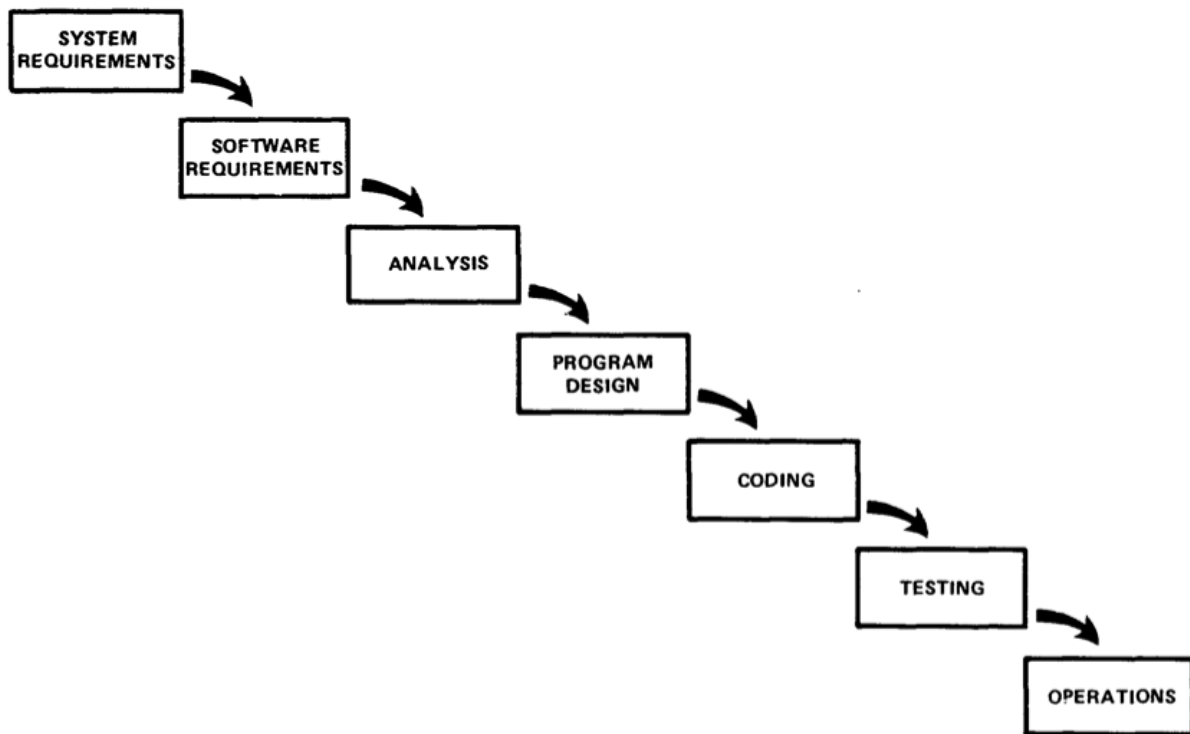 SYSTEM
REQUIREMENTS
SOFTWARE
REQUIREMENTS
ANALYSIS
PROGRAM
DESIGN
CODING
TESTING
OPERATIONS